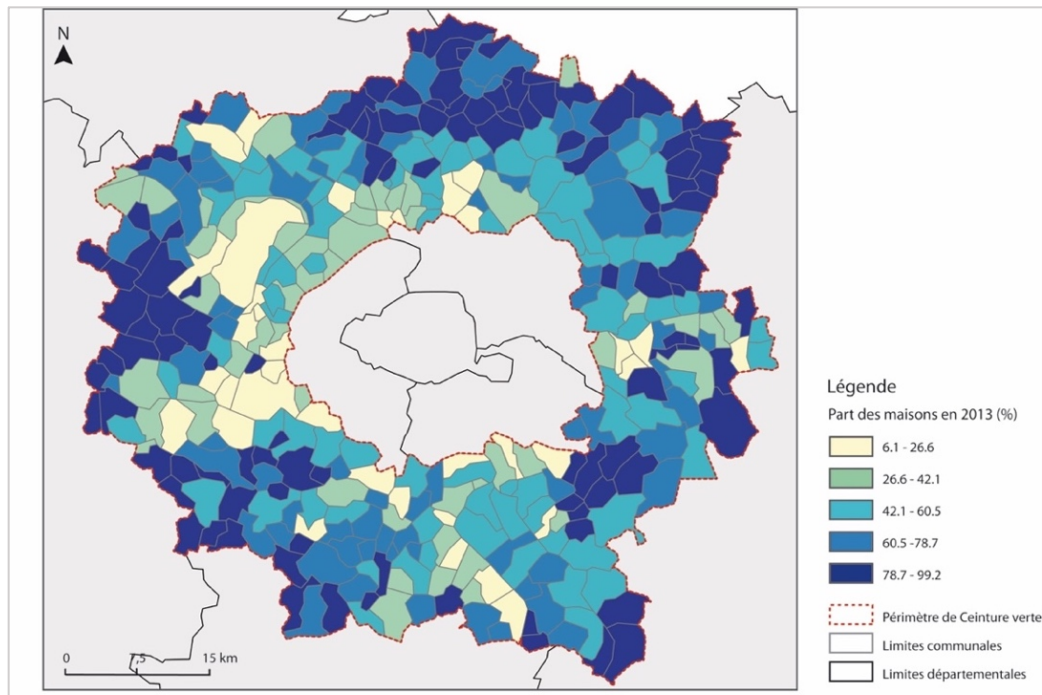 N
0 7,5 15 km
Légende
Part des maisons en 2013 (%)
6.1 - 26.6
26.6 - 42.1
42.1 - 60.5
60.5 -78.7
78.7 - 99.2
Périmètre de Ceinture verte
Limites communales
Limites départementales